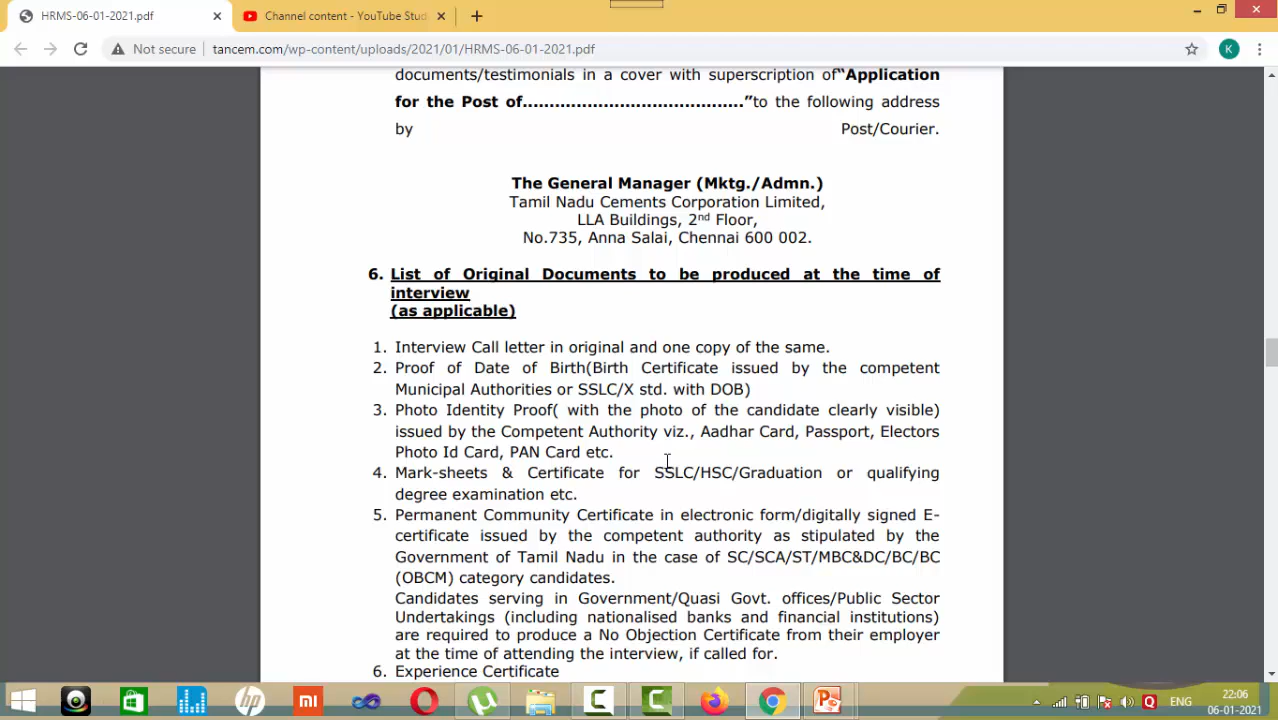 HRMS-06-01-2021.pdf
Channel content - YouTube Stud
Not secure
tancem.com/wp-content/uploads/2021/01/HRMS-06-01-2021.pdf
K
documents/testimonials in a cover with superscription of"Application
for the Post of.........................................."to the following address
by Post/Courier.
The General Manager (Mktg./Admn.)
Tamil Nadu Cements Corporation Limited,
LLA Buildings, 2nd Floor,
No.735, Anna Salai, Chennai 600 002.
6. List of Original Documents to be produced at the time of
interview
(as applicable)
1. Interview Call letter in original and one copy of the same.
2. Proof of Date of Birth(Birth Certificate issued by the competent
Municipal Authorities or SSLC/X std. with DOB)
3. Photo Identity Proof( with the photo of the candidate clearly visible)
issued by the Competent Authority viz., Aadhar Card, Passport, Electors
Photo Id Card, PAN Card etc.
4. Mark-sheets & Certificate for SSLC/HSC/Graduation or qualifying
degree examination etc.
5. Permanent Community Certificate in electronic form/digitally signed E-
certificate issued by the competent authority as stipulated by the
Government of Tamil Nadu in the case of SC/SCA/ST/MBC&DC/BC/BC
(OBCM) category candidates.
Candidates serving in Government/Quasi Govt. offices/Public Sector
Undertakings (including nationalised banks and financial institutions)
are required to produce a No Objection Certificate from their employer
at the time of attending the interview, if called for.
6. Experience Certificate
hp
mi
Q
ENG
22:06
06-01-2021